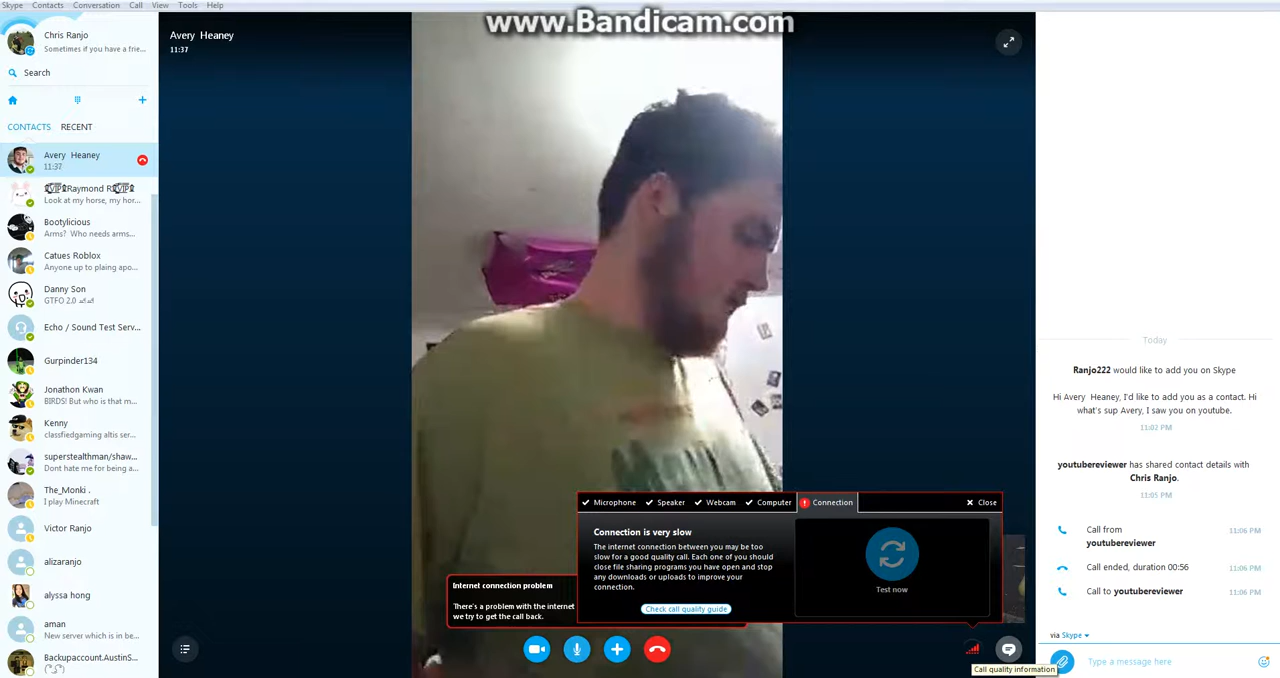 Skype Contacts Conversation Call View Tools Help
www.Bandicam.com
Chris Ranjo
Sometimes if you have a frie...
Search
CONTACTS RECENT
Avery Heaney
11:37
Raymond R
Look at my horse, my hor...
Bootylicious
Arms? Who needs arms...
Catues Roblox
Anyone up to plaing apo...
Danny Son
GTFO 2.0
Echo / Sound Test Serv...
Gurpinder134
Jonathon Kwan
BIRDS! But who is that m...
Kenny
classfiedgaming altis ser...
superstealthman/shaw...
Dont hate me for being a...
The_Monki .
I play Minecraft
Victor Ranjo
alizaranjo
alyssa hong
aman
New server which is in be...
Backupaccount.AustinS...
Avery Heaney
11:37
Microphone Speaker Webcam Computer Connection Close
Connection is very slow
The internet connection between you may be too
slow for a good quality call. Each one of you should
close file sharing programs you have open and stop
any downloads or uploads to improve your
connection.
Check call quality guide
Test now
Internet connection problem
There's a problem with the internet
we try to get the call back.
Call quality information
Today
Ranjo222 would like to add you on Skype
Hi Avery Heaney, I'd like to add you as a contact. Hi
what's sup Avery, I saw you on youtube.
11:02 PM
youtubereviewer has shared contact details with
Chris Ranjo.
11:05 PM
Call from
youtubereviewer
11:06 PM
Call ended, duration 00:56 11:06 PM
Call to youtubereviewer 11:06 PM
via Skype
Type a message here